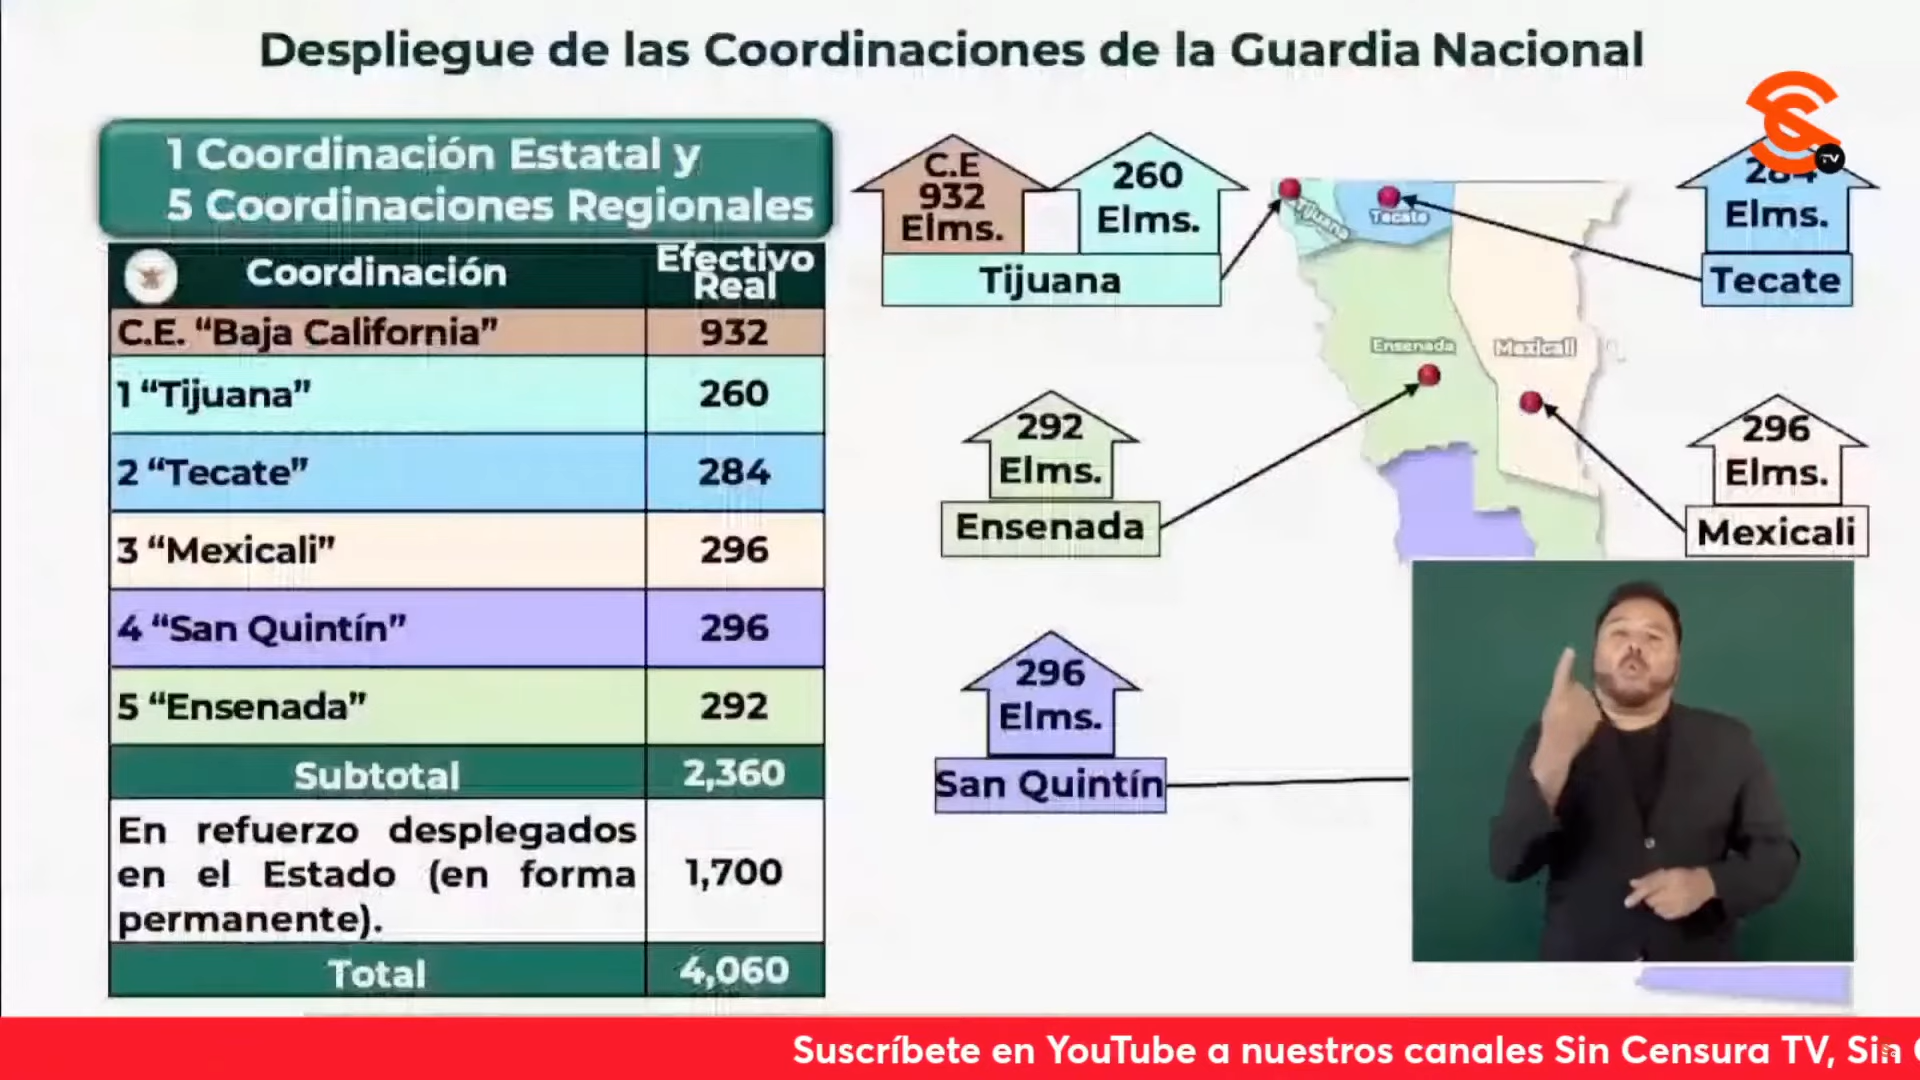 Despliegue de las Coordinaciones de la Guardia Nacional
1 Coordinación Estatal y
5 Coordinaciones Regionales
Coordinación
Efectivo
Real
C.E. “Baja California”
932
1 “Tijuana”
260
2 “Tecate”
284
3 “Mexicali”
296
4 “San Quintín”
296
5 “Ensenada”
292
Subtotal
2,360
En refuerzo desplegados
en el Estado (en forma
permanente).
1,700
Total
4,060
C.E
932
Elms.
260
Elms.
Tijuana
Tijuana
Tecate
Ensenada
Mexicali
TV
284
Elms.
Tecate
292
Elms.
Ensenada
296
Elms.
Mexicali
296
Elms.
San Quintín
Suscríbete en YouTube a nuestros canales Sin Censura TV, Sin